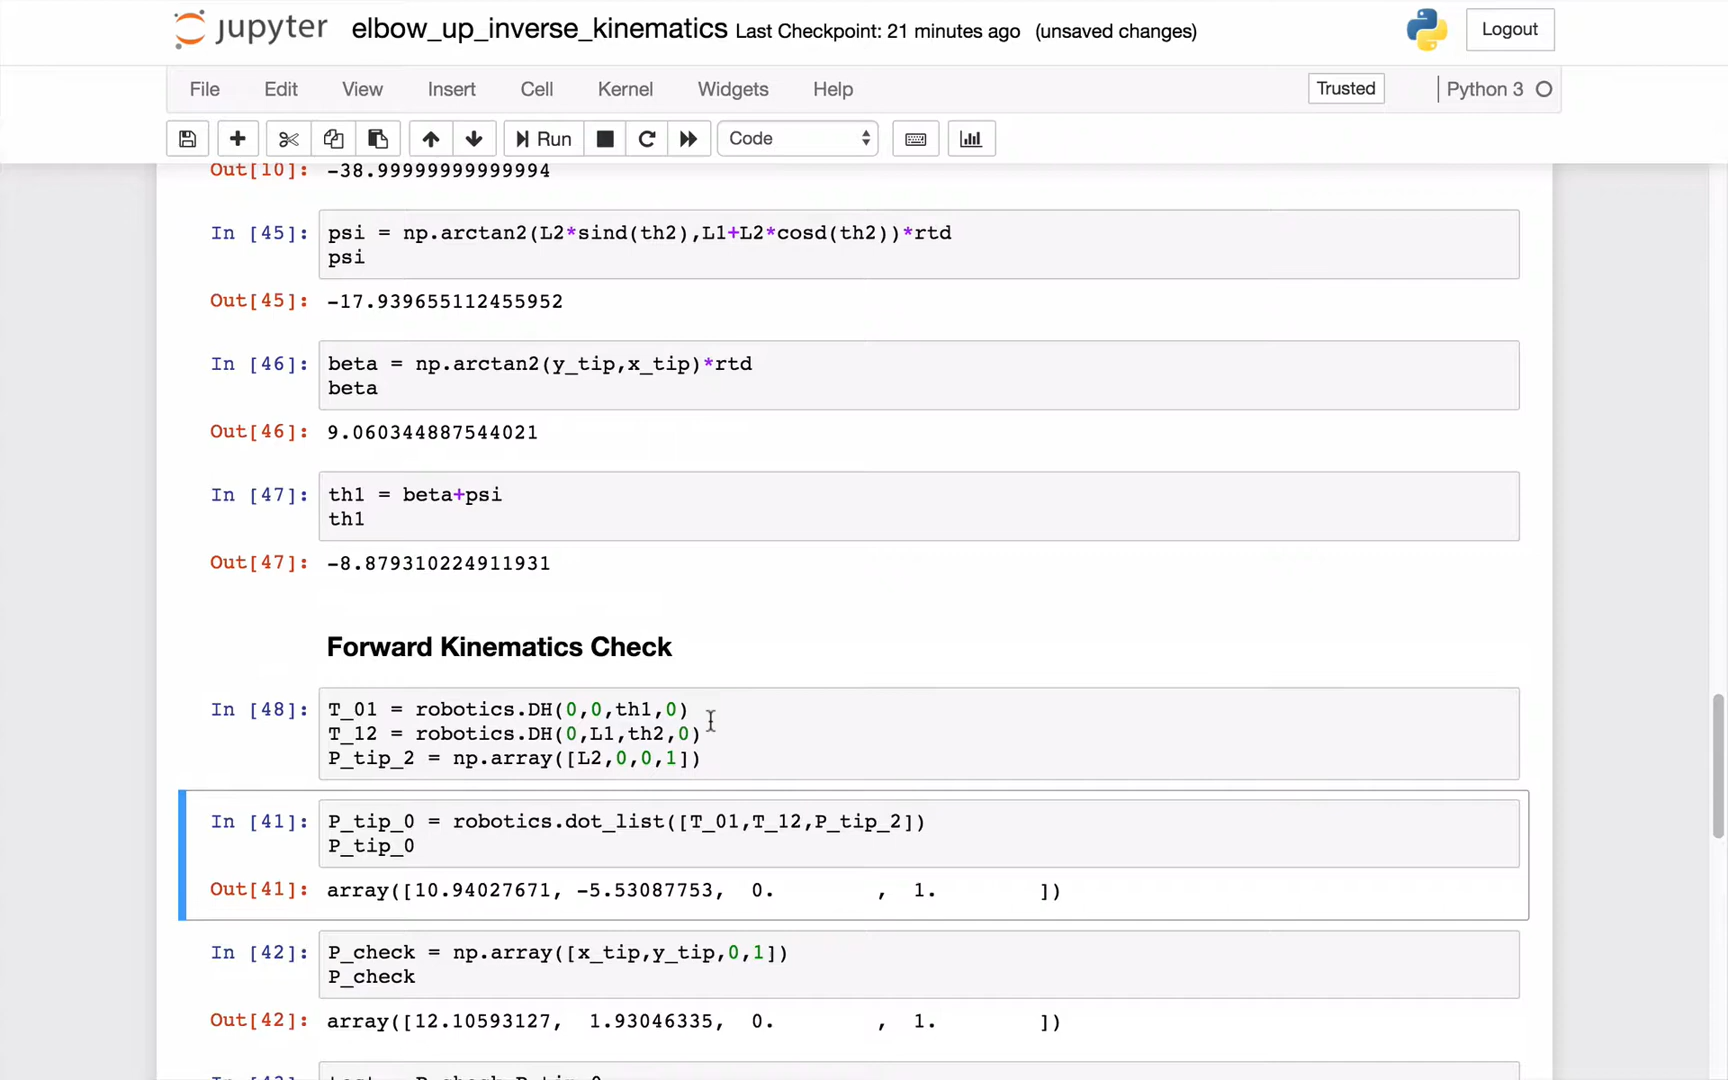 jupyter elbow_up_inverse_kinematics Last Checkpoint: 21 minutes ago (unsaved changes) Logout
File Edit View Insert Cell Kernel Widgets Help Trusted Python 3
Run Code
Out[10]: -38.99999999999994
In [45]: psi = np.arctan2(L2*sind(th2),L1+L2*cosd(th2))*rtd
psi
Out[45]: -17.939655112455952
In [46]: beta = np.arctan2(y_tip,x_tip)*rtd
beta
Out[46]: 9.060344887544021
In [47]: th1 = beta+psi
th1
Out[47]: -8.879310224911931
Forward Kinematics Check
In [48]: T_01 = robotics.DH(0,0,th1,0)
T_12 = robotics.DH(0,L1,th2,0)
P_tip_2 = np.array([L2,0,0,1])
In [41]: P_tip_0 = robotics.dot_list([T_01,T_12,P_tip_2])
P_tip_0
Out[41]: array([10.94027671, -5.53087753, 0. , 1. ])
In [42]: P_check = np.array([x_tip,y_tip,0,1])
P_check
Out[42]: array([12.10593127, 1.93046335, 0. , 1. ])